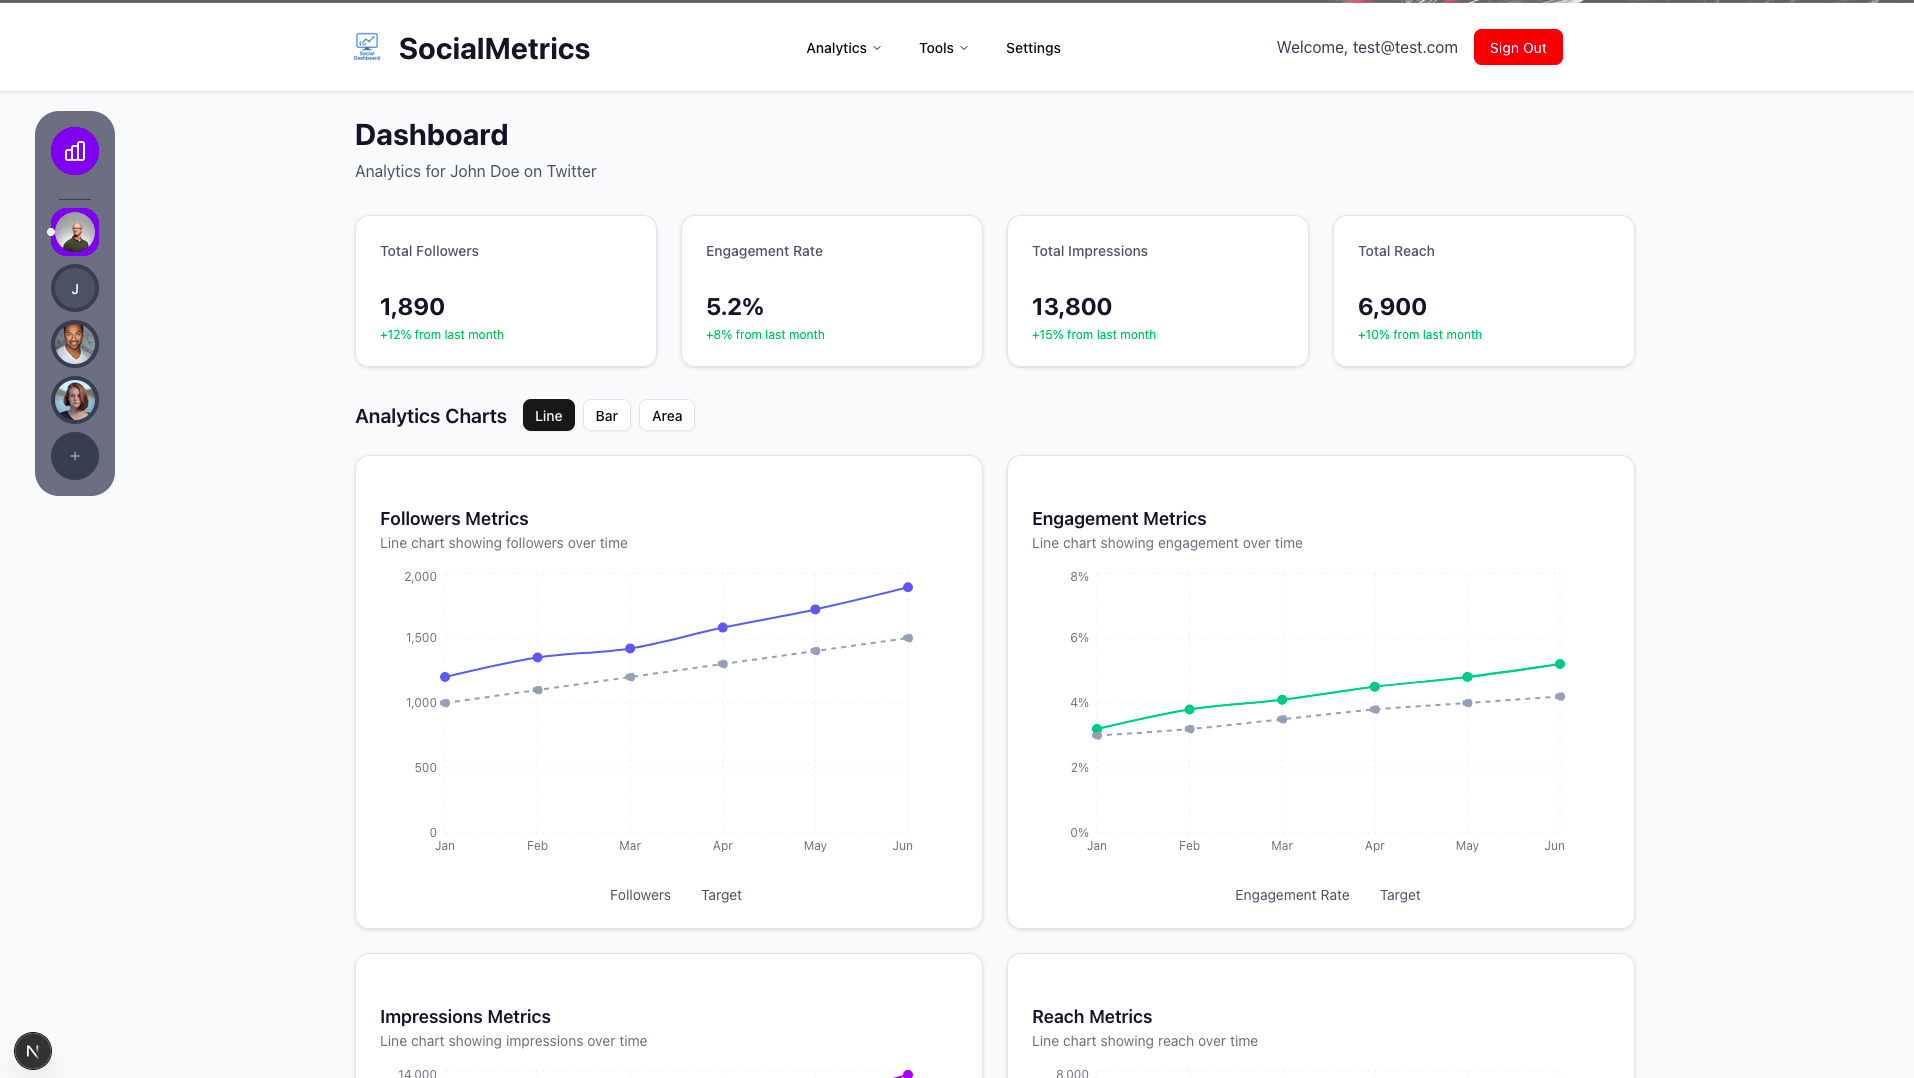 Social
Dashboard
SocialMetrics
Analytics
Tools
Settings
Welcome, test@test.com
Sign Out
J
+
Dashboard
Analytics for John Doe on Twitter
Total Followers
1,890
+12% from last month
Engagement Rate
5.2%
+8% from last month
Total Impressions
13,800
+15% from last month
Total Reach
6,900
+10% from last month
Analytics Charts
Line
Bar
Area
Followers Metrics
Line chart showing followers over time
2,000
1,500
1,000
500
0
Jan Feb Mar Apr May Jun
Followers Target
Engagement Metrics
Line chart showing engagement over time
8%
6%
4%
2%
0%
Jan Feb Mar Apr May Jun
Engagement Rate Target
Impressions Metrics
Line chart showing impressions over time
14,000
Reach Metrics
Line chart showing reach over time
8,000
N